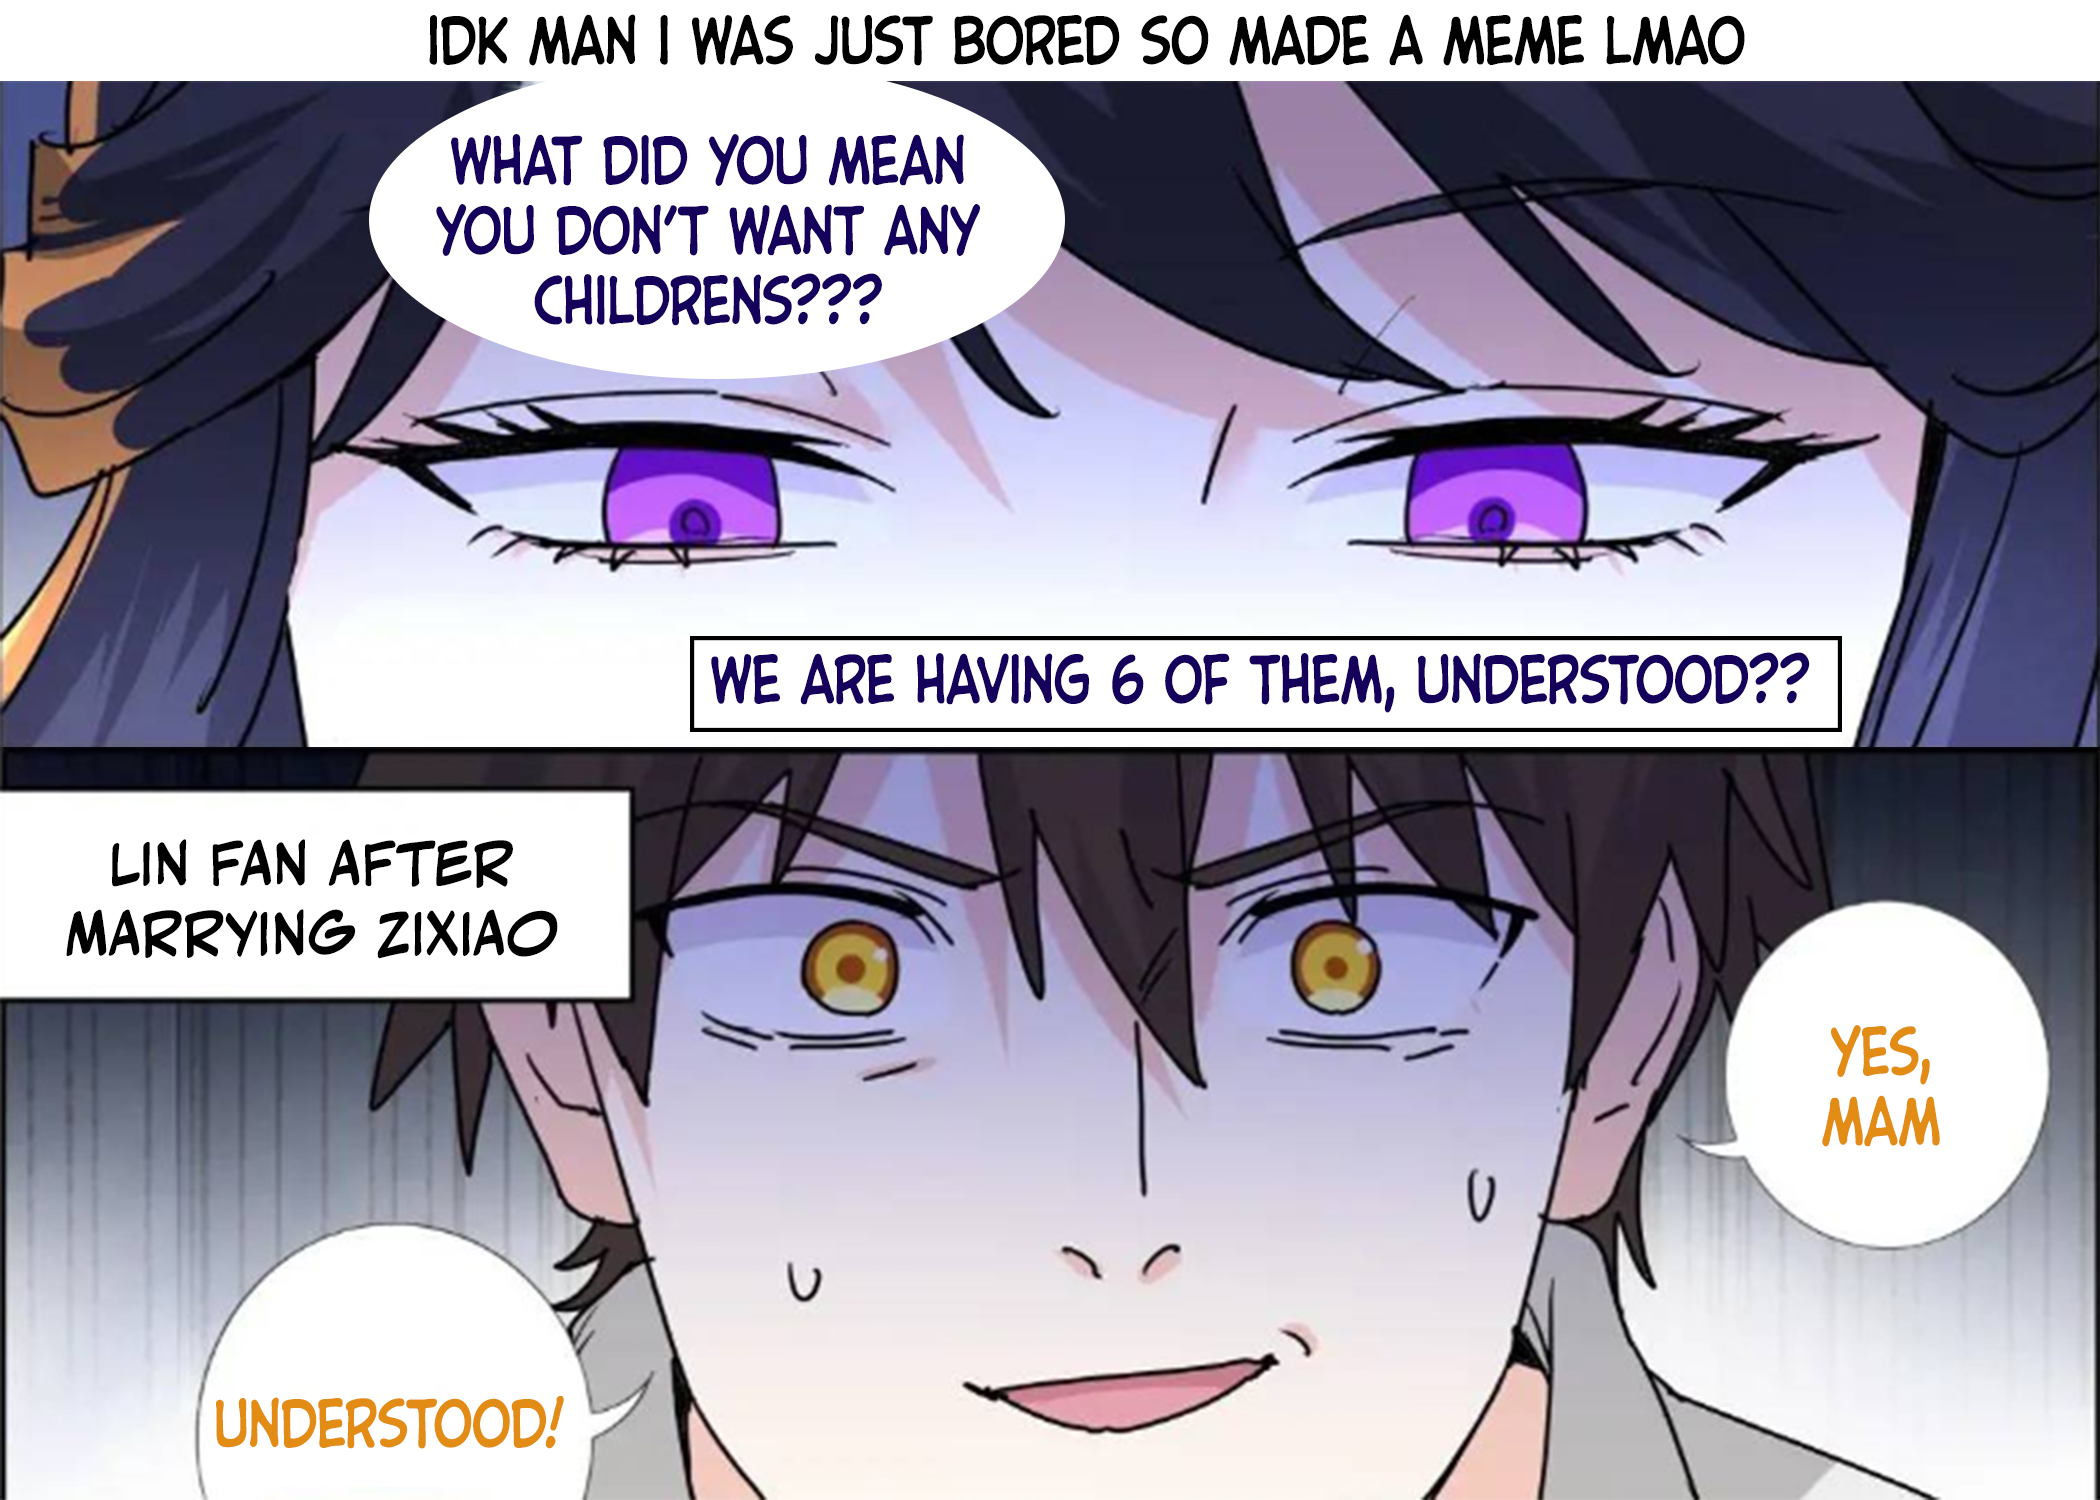 IDK MAN I WAS JUST BORED SO MADE A MEME LMAO
WHAT DID YOU MEAN
YOU DON'T WANT ANY
CHILDRENS???
WE ARE HAVING 6 OF THEM, UNDERSTOOD??
LIN FAN AFTER
MARRYING ZIXIAO
YES,
MAM
UNDERSTOOD!